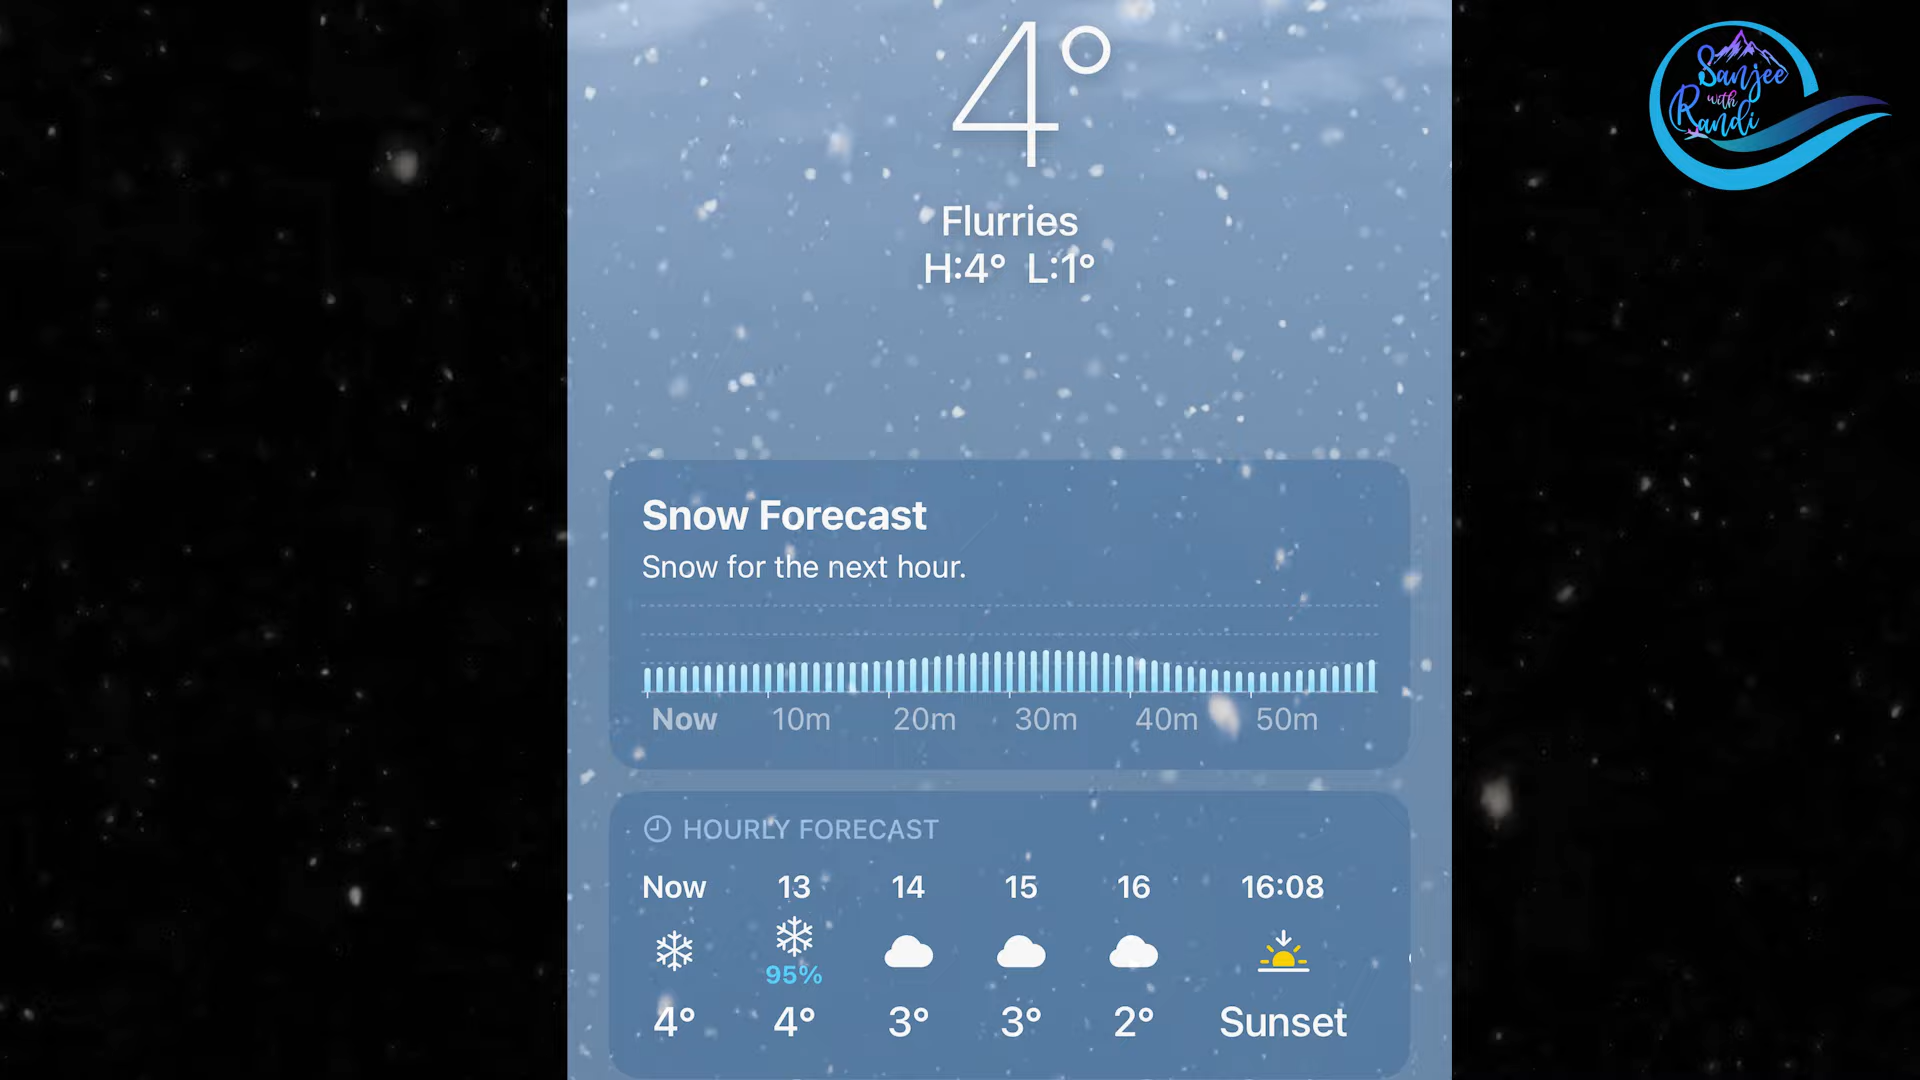 4°
Flurries
H:4° L:1°
Sanjee
with
Randi
Snow Forecast
Snow for the next hour.
Now 10m 20m 30m 40m 50m
HOURLY FORECAST
Now 13 14 15 16 16:08
95%
4° 4° 3° 3° 2° Sunset